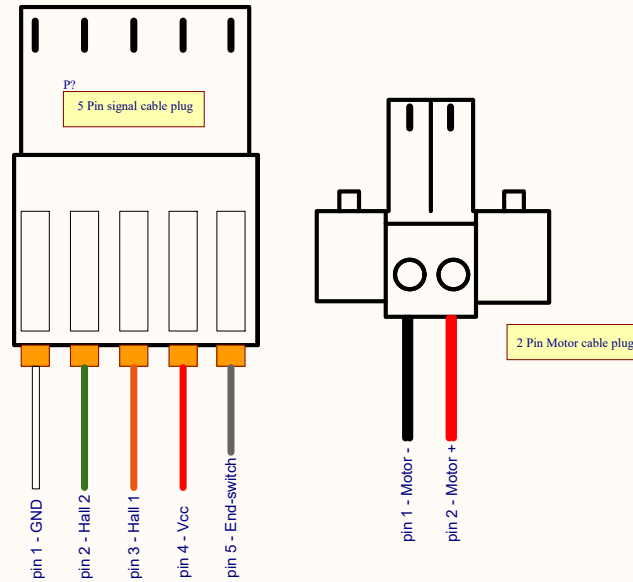 P?
5 Pin signal cable plug
2 Pin Motor cable plug
pin 1 - GND
pin 2 - Hall 2
pin 3 - Hall 1
pin 4 - Vcc
pin 5 - End-switch
pin 1 - Motor -
pin 2 - Motor +